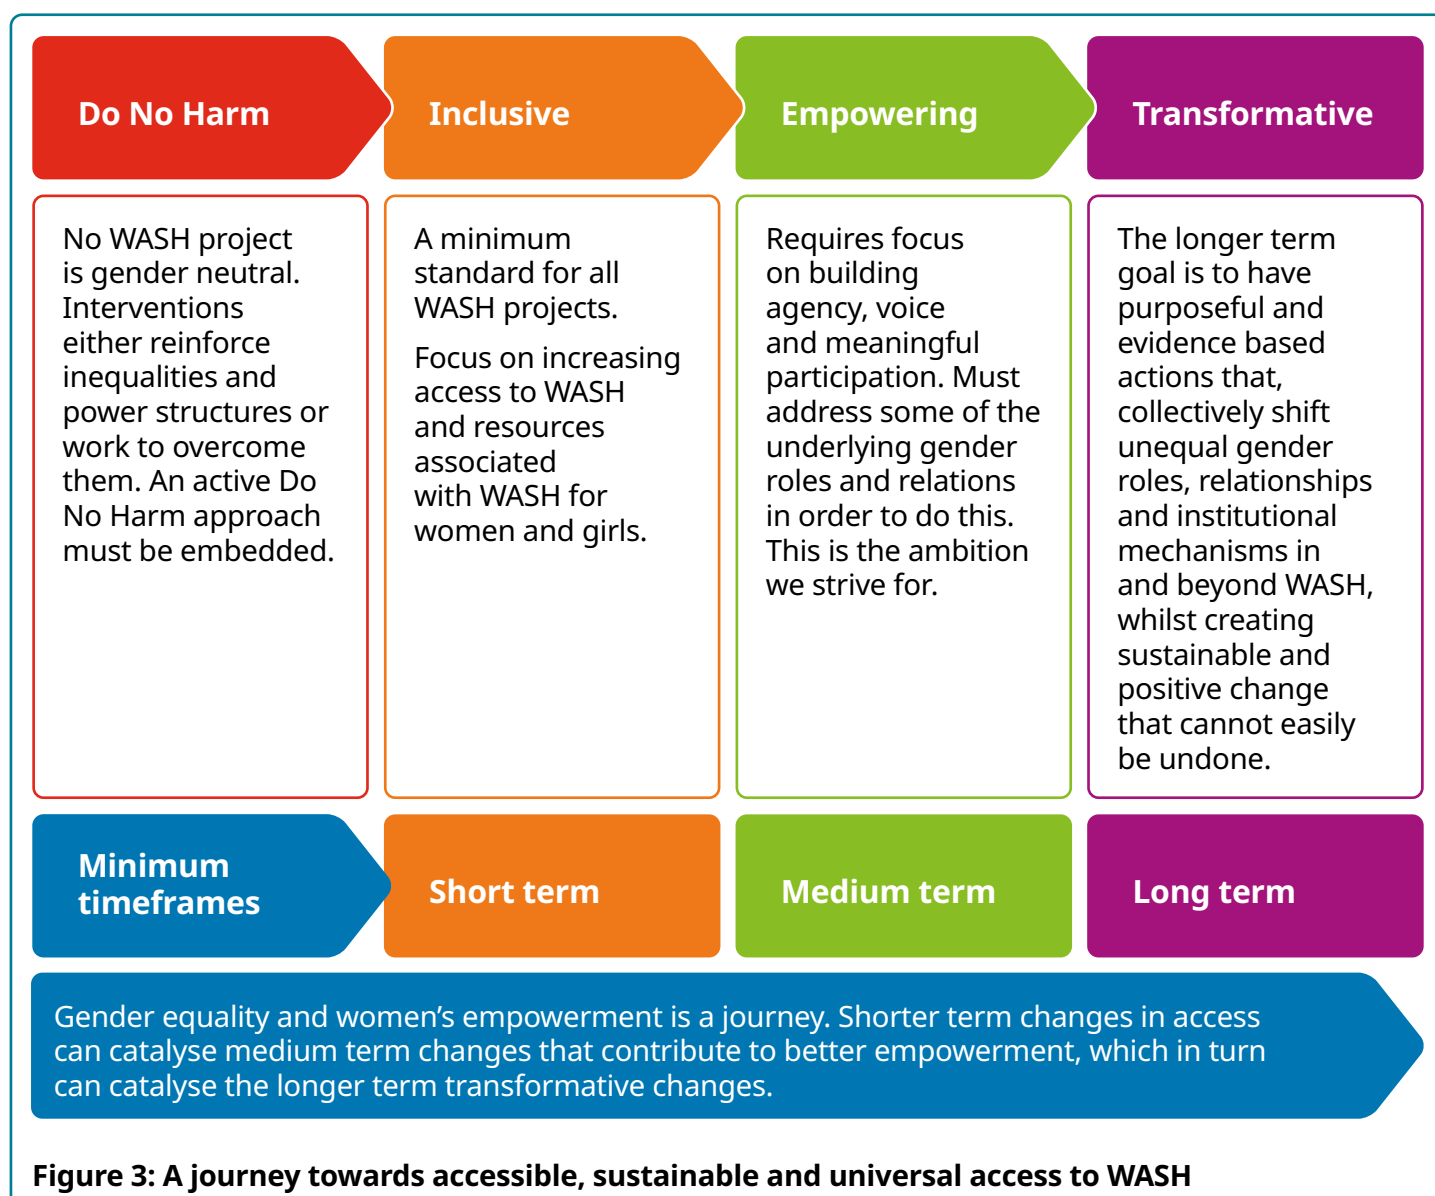 Do No Harm
Inclusive
Empowering
Transformative
No WASH project
is gender neutral.
Interventions
either reinforce
inequalities and
power structures or
work to overcome
them. An active Do
No Harm approach
must be embedded.
A minimum
standard for all
WASH projects.
Focus on increasing
access to WASH
and resources
associated
with WASH for
women and girls.
Requires focus
on building
agency, voice
and meaningful
participation. Must
address some of the
underlying gender
roles and relations
in order to do this.
This is the ambition
we strive for.
The longer term
goal is to have
purposeful and
evidence based
actions that,
collectively shift
unequal gender
roles, relationships
and institutional
mechanisms in
and beyond WASH,
whilst creating
sustainable and
positive change
that cannot easily
be undone.
Minimum
timeframes
Short term
Medium term
Long term
Gender equality and women’s empowerment is a journey. Shorter term changes in access
can catalyse medium term changes that contribute to better empowerment, which in turn
can catalyse the longer term transformative changes.
Figure 3: A journey towards accessible, sustainable and universal access to WASH